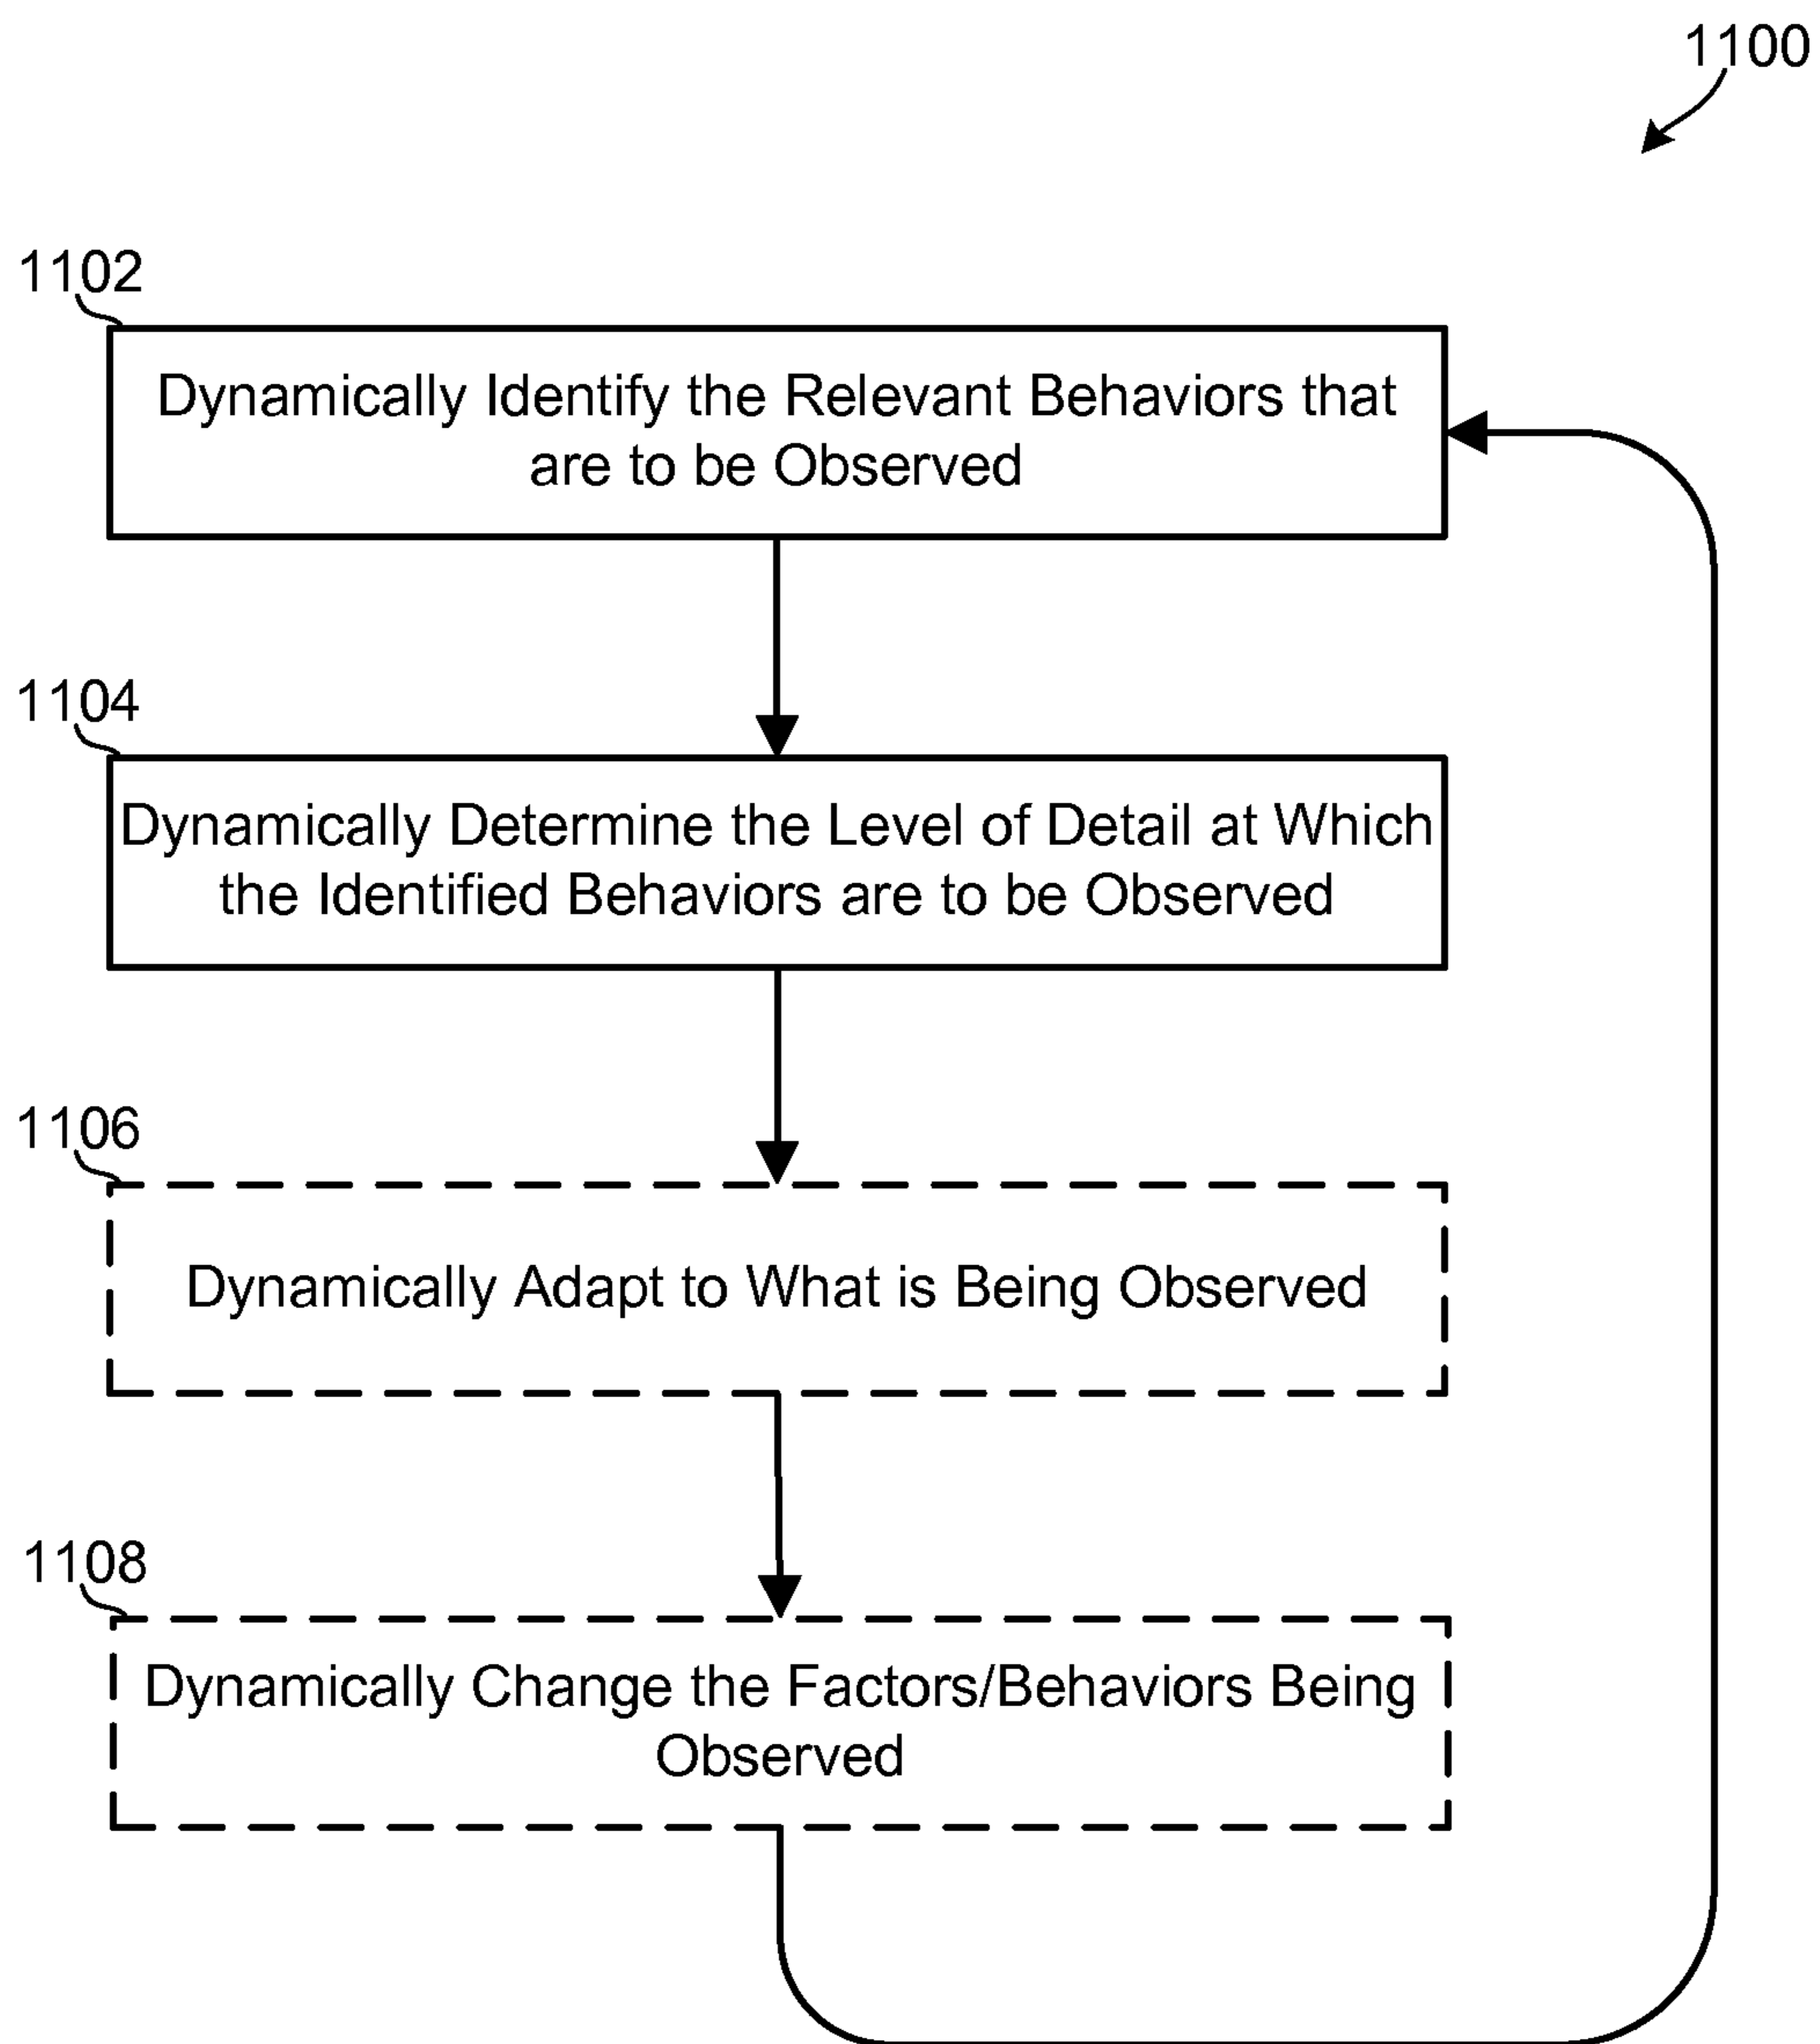 1100
1102
Dynamically Identify the Relevant Behaviors that
are to be Observed
1104
Dynamically Determine the Level of Detail at Which
the Identified Behaviors are to be Observed
1106
Dynamically Adapt to What is Being Observed
1108
Dynamically Change the Factors/Behaviors Being
Observed